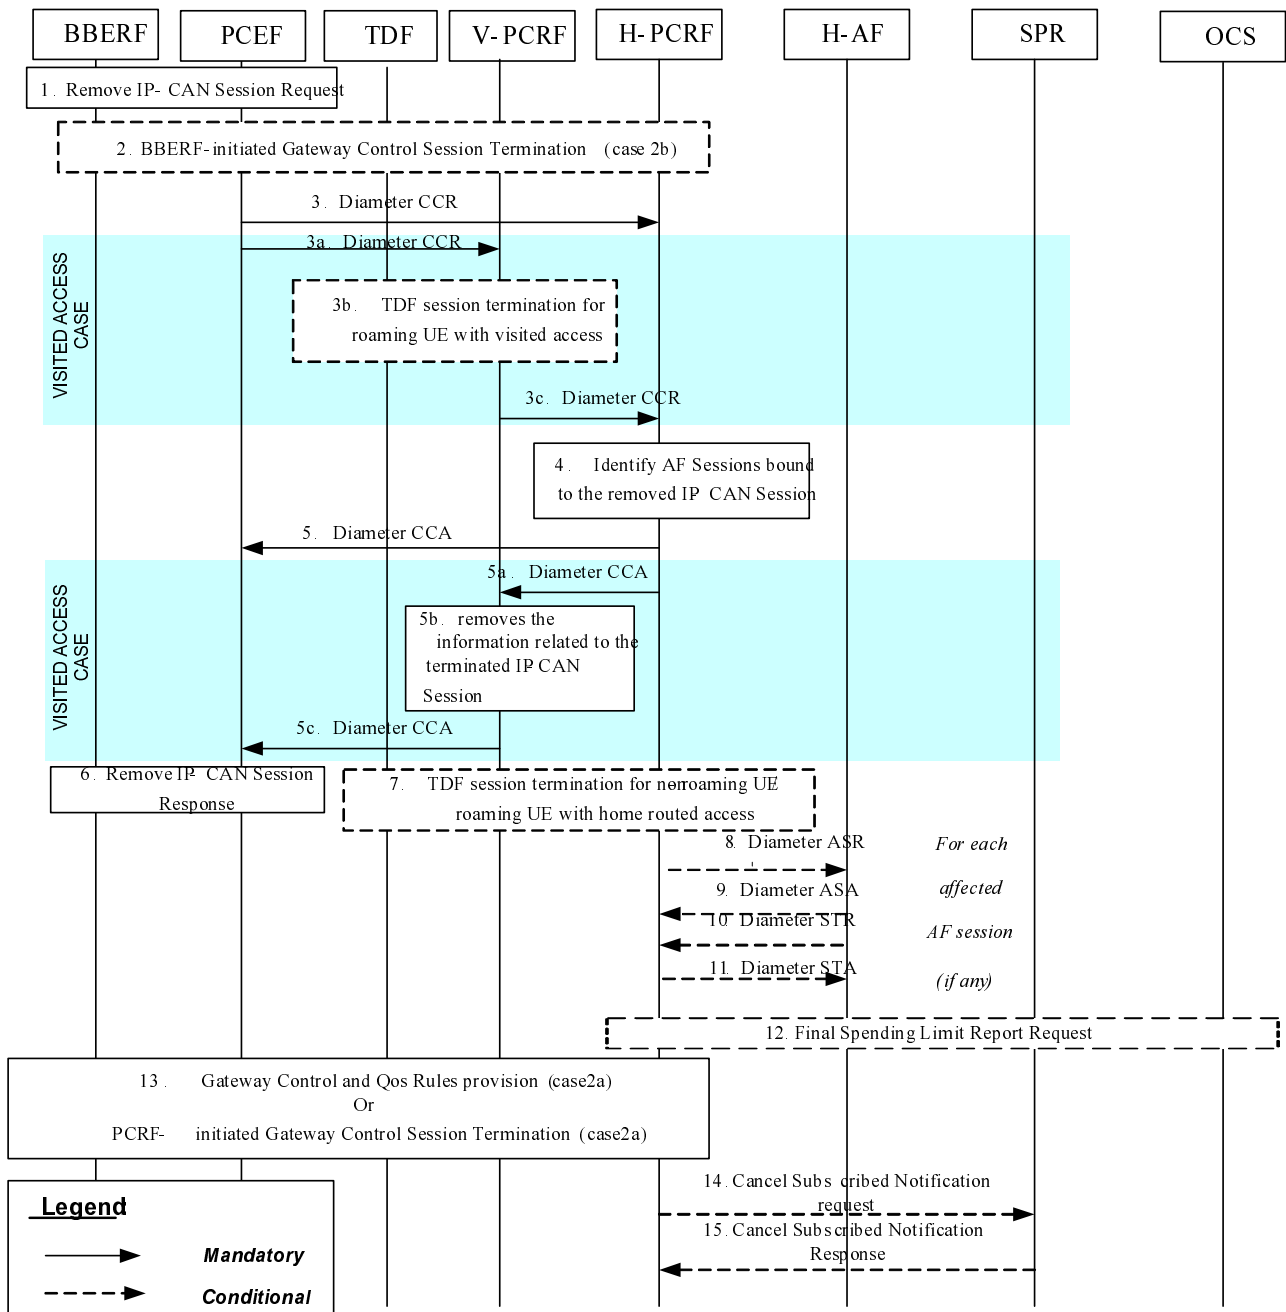 BBERF PCEF TDF V-PCRF H-PCRF H-AF SPR OCS
1. Remove IP-CAN Session Request
2. BBERF-initiated Gateway Control Session Termination (case 2b)
3. Diameter CCR
3a. Diameter CCR
VISITED ACCESS
CASE
3b. TDF session termination for
roaming UE with visited access
3c. Diameter CCR
4. Identify AF Sessions bound
to the removed IP CAN Session
5. Diameter CCA
VISITED ACCESS
CASE
5a. Diameter CCA
5b. removes the
information related to the
terminated IP CAN
Session
5c. Diameter CCA
6. Remove IP CAN Session
Response
7. TDF session termination for nonroaming UE
roaming UE with home routed access
8. Diameter ASR
9. Diameter ASA
10. Diameter STR
11. Diameter STA
For each
affected
AF session
(if any)
12. Final Spending Limit Report Request
13. Gateway Control and Qos Rules provision (case2a)
Or
PCRF- initiated Gateway Control Session Termination (case2a)
14. Cancel Subscribed Notification
request
15. Cancel Subscribed Notification
Response
Legend:
Mandatory
Conditional